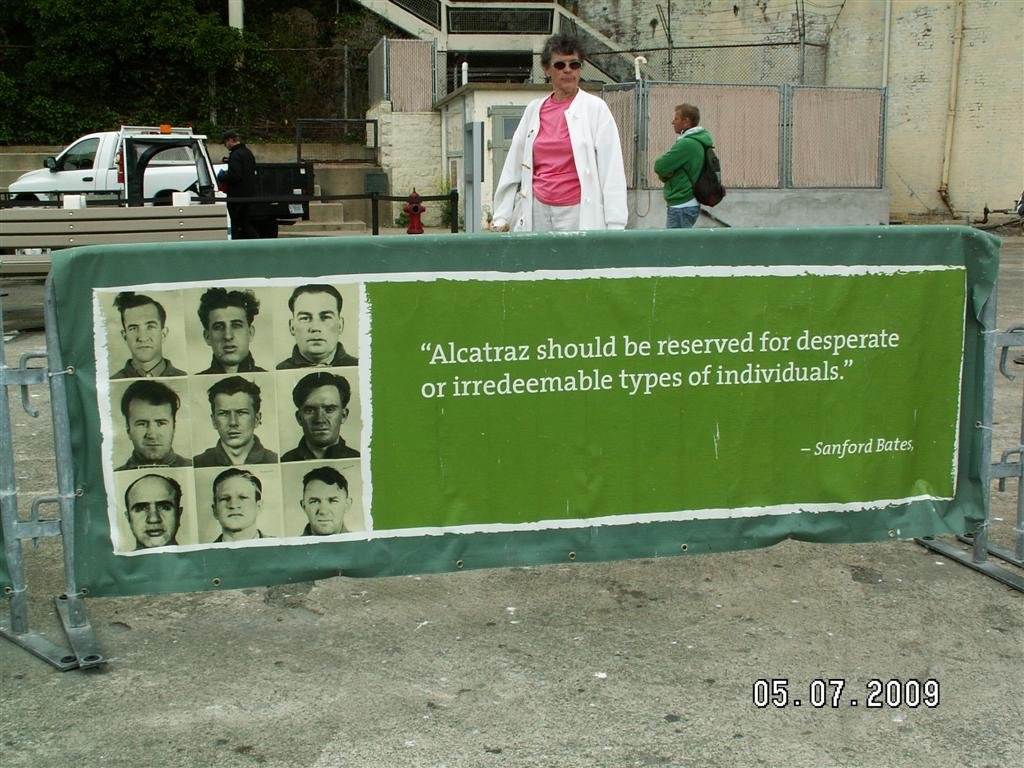 “Alcatraz should be reserved for desperate
or irredeemable types of individuals.”
– Sanford Bates,
05.07.2009